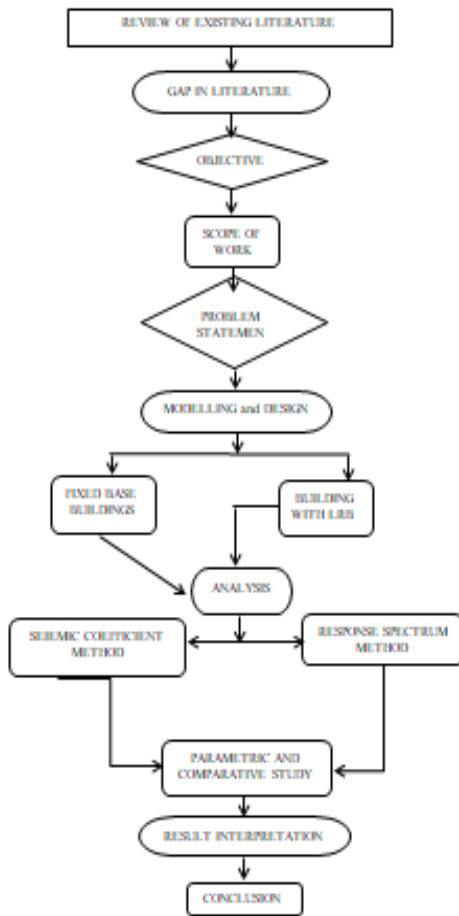 REVIEW OF EXISTING LITERATURE
GAP IN LITERATURE
OBJECTIVE
SCOPE OF
WORK
PROBLEM
STATEMEN
MODELLING and DESIGN
FIXED BASE
BUILDINGS
BUILDING
WITH LRB
ANALYSIS
SEIEMIC COEFFICIENT
METHOD
RESPONSE SPECTRUM
METHOD
PARAMETRIC AND
COMPARATIVE STUDY
RESULT INTERPRETATION
CONCLUSION